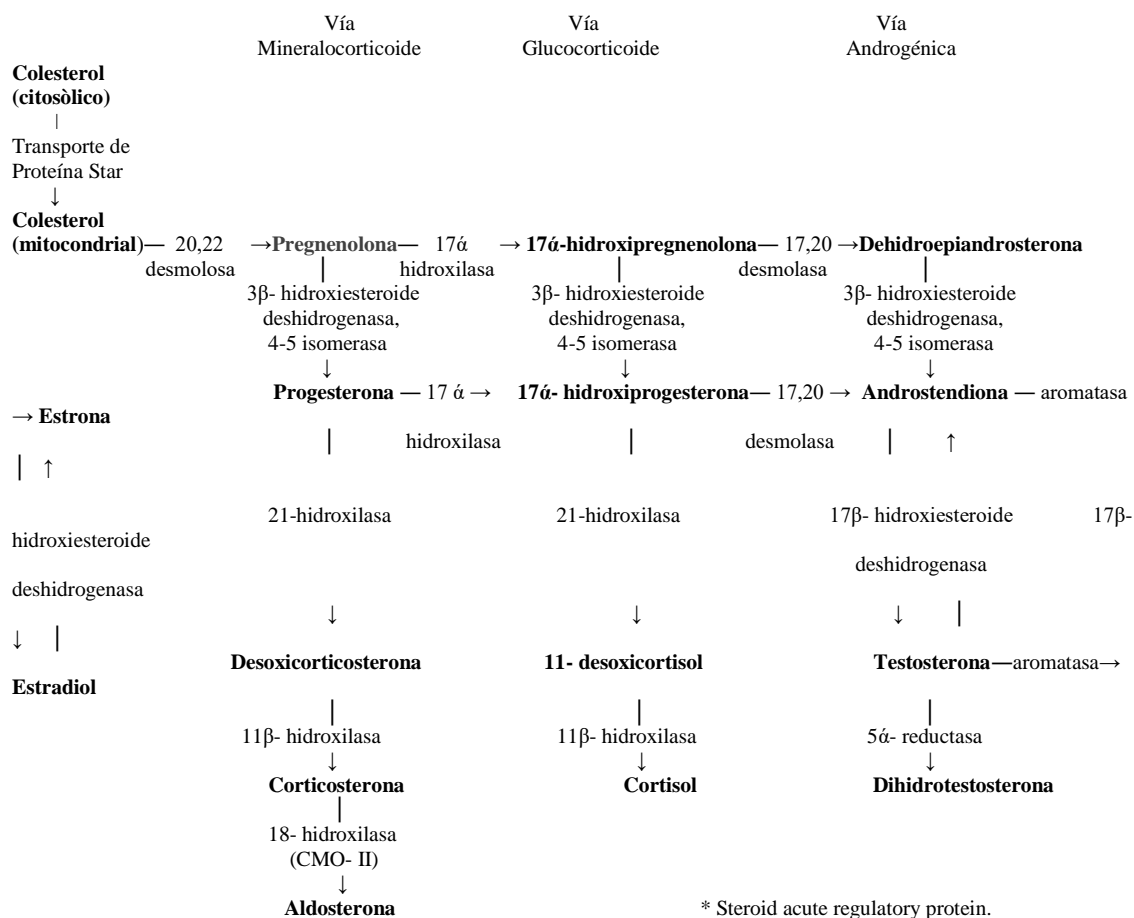 Vía Vía Vía
Mineralocorticoide Glucocorticoide Androgénica
Colesterol
(citosòlico)
|
Transporte de
Proteína Star
↓
Colesterol
(mitocondrial)— 20,22 →Pregnenolona— 17ά → 17ά-hidroxipregnenolona— 17,20 →Dehidroepiandrosterona
desmolosa | hidroxilasa | desmolasa |
3β- hidroxiesteroide 3β- hidroxiesteroide 3β- hidroxiesteroide
deshidrogenasa, deshidrogenasa, deshidrogenasa,
4-5 isomerasa 4-5 isomerasa 4-5 isomerasa
↓ ↓ ↓
Progesterona — 17 ά → 17ά- hidroxiprogesterona — 17,20 → Androstendiona — aromatasa
→ Estrona
| hidroxilasa | desmolasa | ↑
| ↑
21-hidroxilasa 21-hidroxilasa 17β- hidroxiesteroide 17β-
hidroxiesteroide
deshidrogenasa
deshidrogenasa
↓ ↓ ↓ |
↓ |
Desoxicorticosterona 11- desoxicortisol Testosterona—aromatasa→
Estradiol
| | |
11β- hidroxilasa 11β- hidroxilasa 5ά- reductasa
↓ ↓ ↓
Corticosterona Cortisol Dihidrotestosterona
|
18- hidroxilasa
(CMO- II)
↓
Aldosterona * Steroid acute regulatory protein.